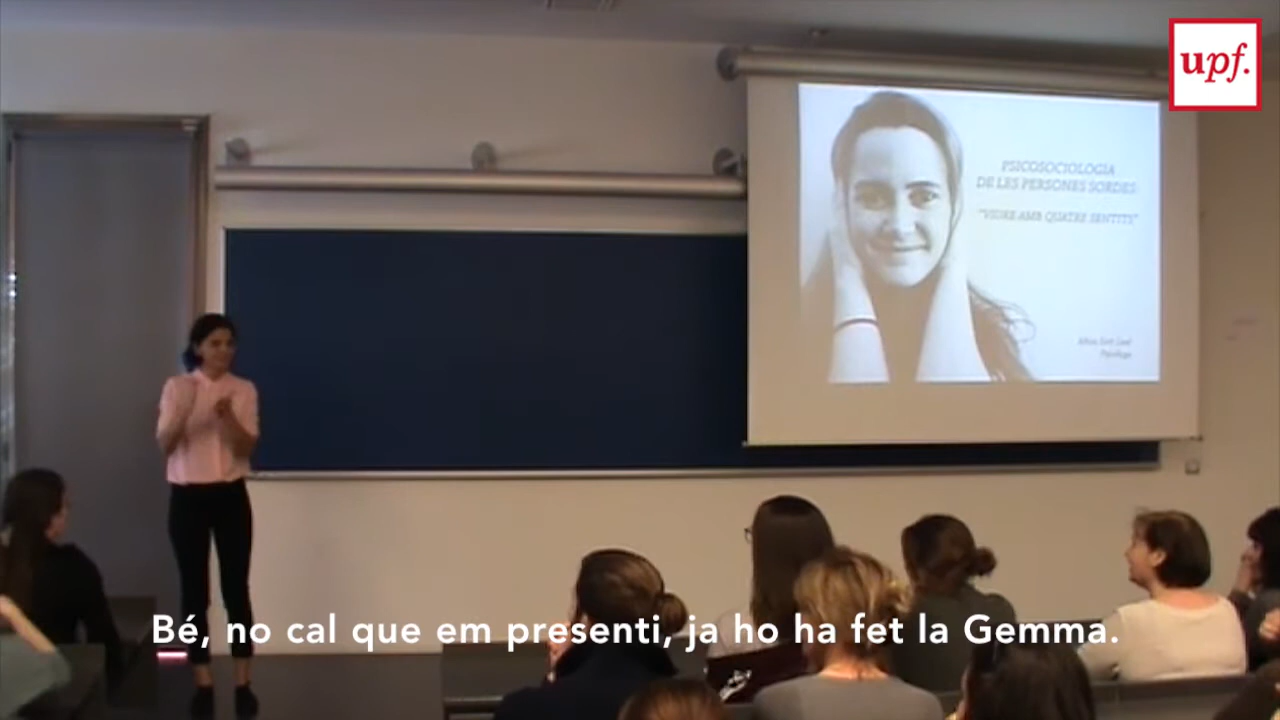 upf.
PSICOSOCIOLOGIA
DE LES PERSONES SORDES:
"VIURE AMB QUATRE SENTITS"
Psicòloga
Bé, no cal que em presenti, ja ho ha fet la Gemma.